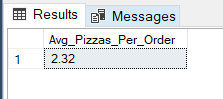 Results Messages
Avg_Pizzas_Per_Order
1 2.32